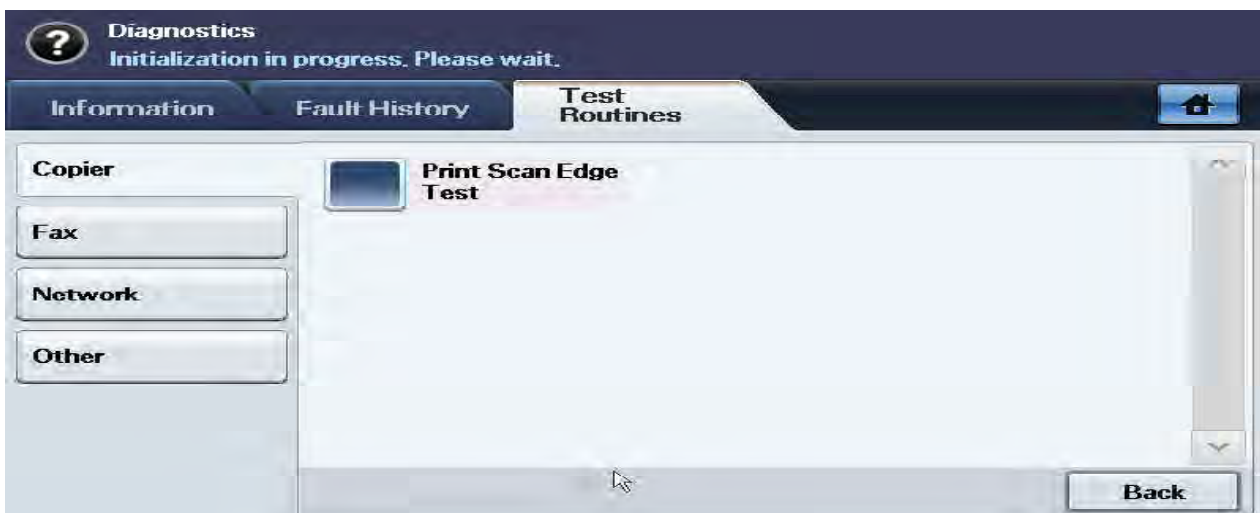 Diagnostics
Initialization in progress. Please wait.
Information
Fault History
Test
Routines
Copier
Print Scan Edge
Test
Fax
Network
Other
Back